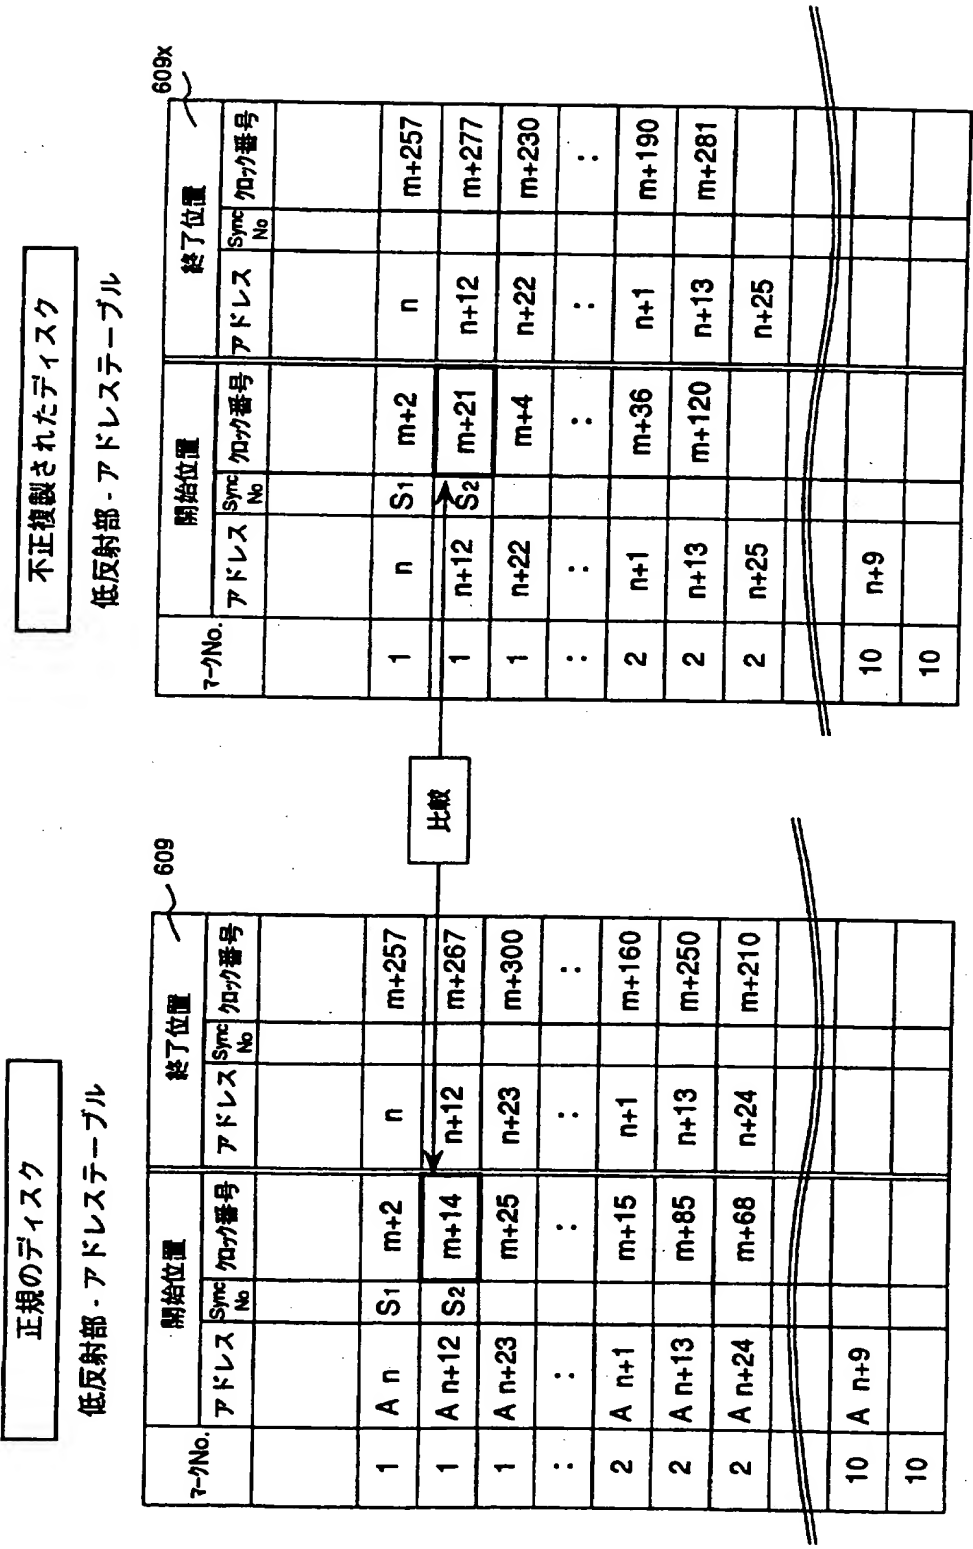 正規のディスク
低反射部-アドレステーブル
609
マークNo. 開始位置 終了位置
アドレス Sync No クロック番号 アドレス Sync No クロック番号
1 A n S1 m+2 n m+257
1 A n+12 S2 m+14 n+12 m+267
1 A n+23 m+25 n+23 m+300
: : : : :
2 A n+1 m+15 n+1 m+160
2 A n+13 m+85 n+13 m+250
2 A n+24 m+68 n+24 m+210
10 A n+9
10
比較
不正複製されたディスク
低反射部-アドレステーブル
609x
マークNo. 開始位置 終了位置
アドレス Sync No クロック番号 アドレス Sync No クロック番号
1 n S1 m+2 n m+257
1 n+12 S2 m+21 n+12 m+277
1 n+22 m+4 n+22 m+230
: : : : :
2 n+1 m+36 n+1 m+190
2 n+13 m+120 n+13 m+281
2 n+25 n+25
10 n+9
10